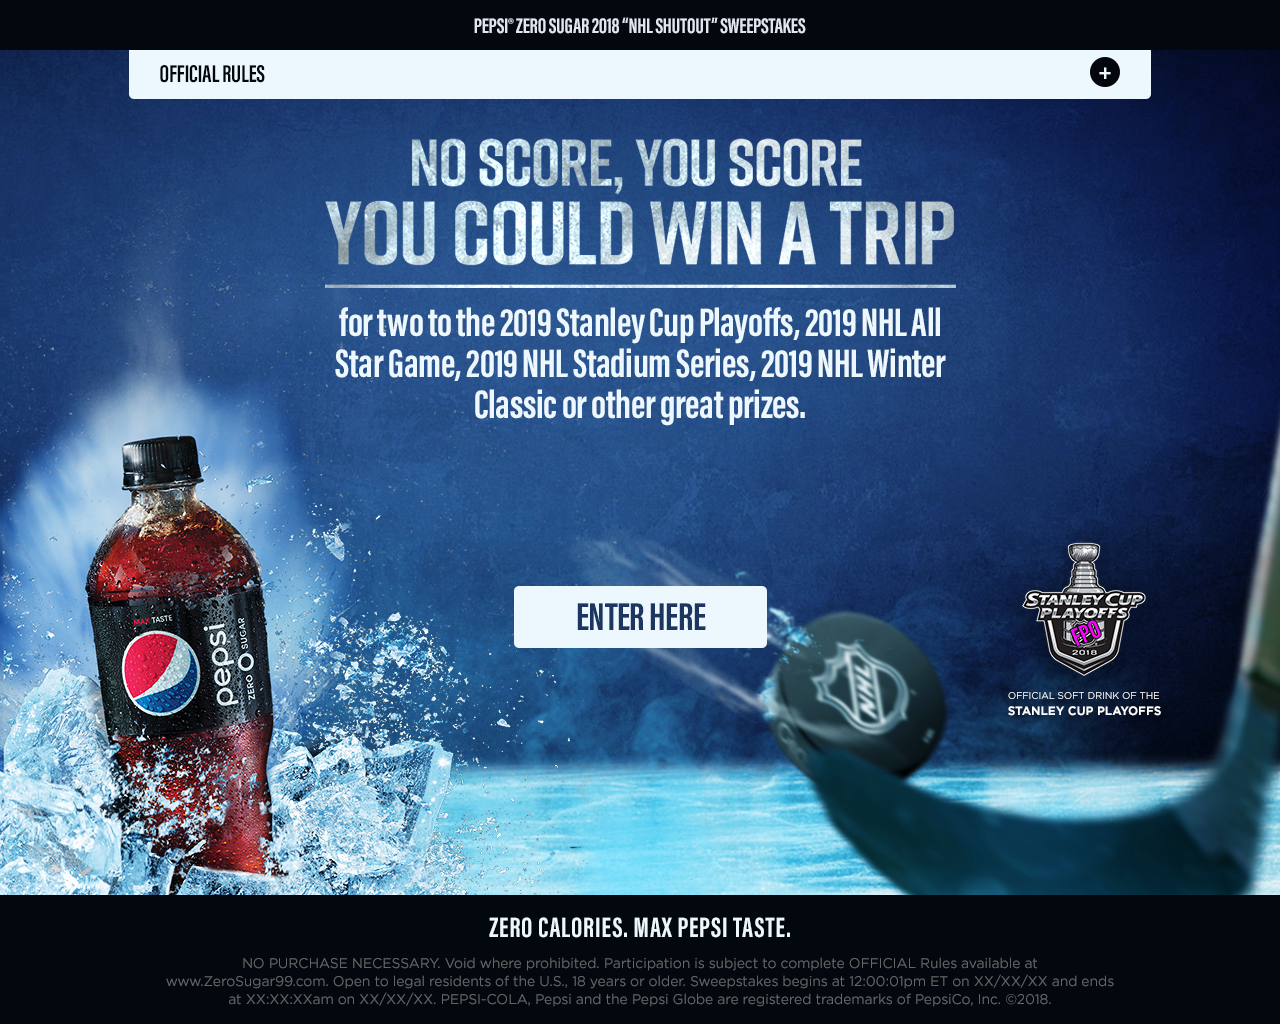 PEPSI® ZERO SUGAR 2018 “NHL SHUTOUT” SWEEPSTAKES
OFFICIAL RULES
+
NO SCORE, YOU SCORE
YOU COULD WIN A TRIP
for two to the 2019 Stanley Cup Playoffs, 2019 NHL All
Star Game, 2019 NHL Stadium Series, 2019 NHL Winter
Classic or other great prizes.
MAX TASTE
pepsi
ZERO SUGAR
ENTER HERE
NHL
STANLEY CUP
PLAYOFFS
FPO
2018
OFFICIAL SOFT DRINK OF THE
STANLEY CUP PLAYOFFS
ZERO CALORIES. MAX PEPSI TASTE.
NO PURCHASE NECESSARY. Void where prohibited. Participation is subject to complete OFFICIAL Rules available at
www.ZeroSugar99.com. Open to legal residents of the U.S., 18 years or older. Sweepstakes begins at 12:00:01pm ET on XX/XX/XX and ends
at XX:XX:XXam on XX/XX/XX. PEPSI-COLA, Pepsi and the Pepsi Globe are registered trademarks of PepsiCo, Inc. ©2018.